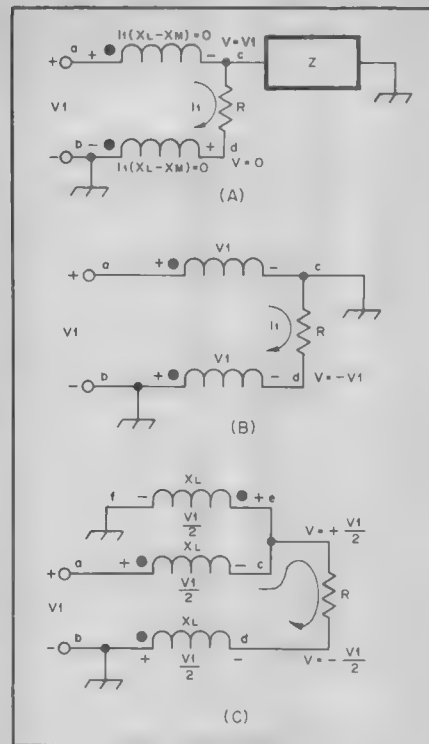 I1(XL-XM)=0
V=V1
a + - c
+ Z
V1 I1 R
b - + d
-
I1(XL-XM)=0 V=0
(A)
V1
a + - c
+
V1 I1 R
V1
b + - d
- V=-V1
(B)
XL
f - + e
V1/2 V=+V1/2
XL
a + - c
+
V1/2
V1 R
XL
b d
-
+ V1/2 - V=-V1/2
(C)